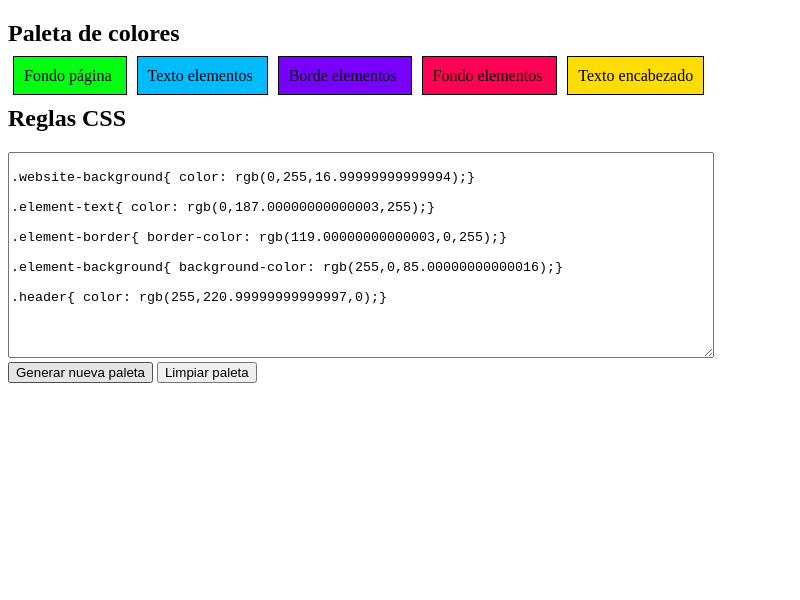 Paleta de colores
Fondo página Texto elementos Borde elementos Fondo elementos Texto encabezado
Reglas CSS
.website-background{ color: rgb(0,255,16.99999999999994);}
.element-text{ color: rgb(0,187.00000000000003,255);}
.element-border{ border-color: rgb(119.00000000000003,0,255);}
.element-background{ background-color: rgb(255,0,85.00000000000016);}
.header{ color: rgb(255,220.99999999999997,0);}
Generar nueva paleta Limpiar paleta